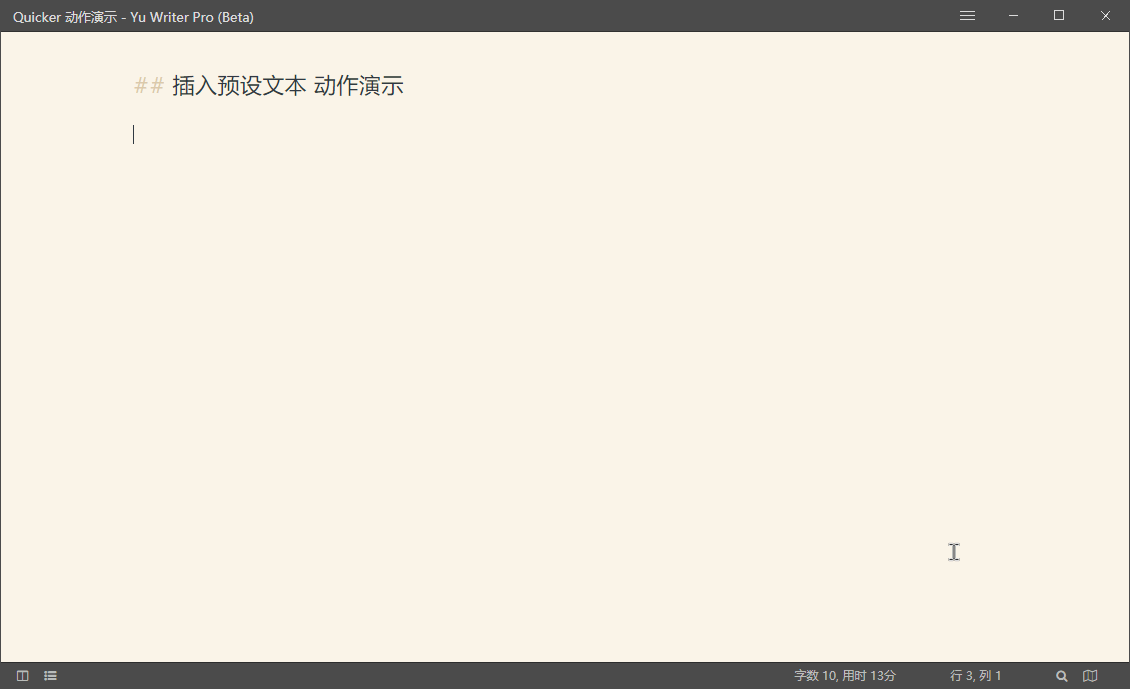 Quicker 动作演示 - Yu Writer Pro (Beta)
## 插入预设文本 动作演示
字数 10, 用时 13分 行 3, 列 1